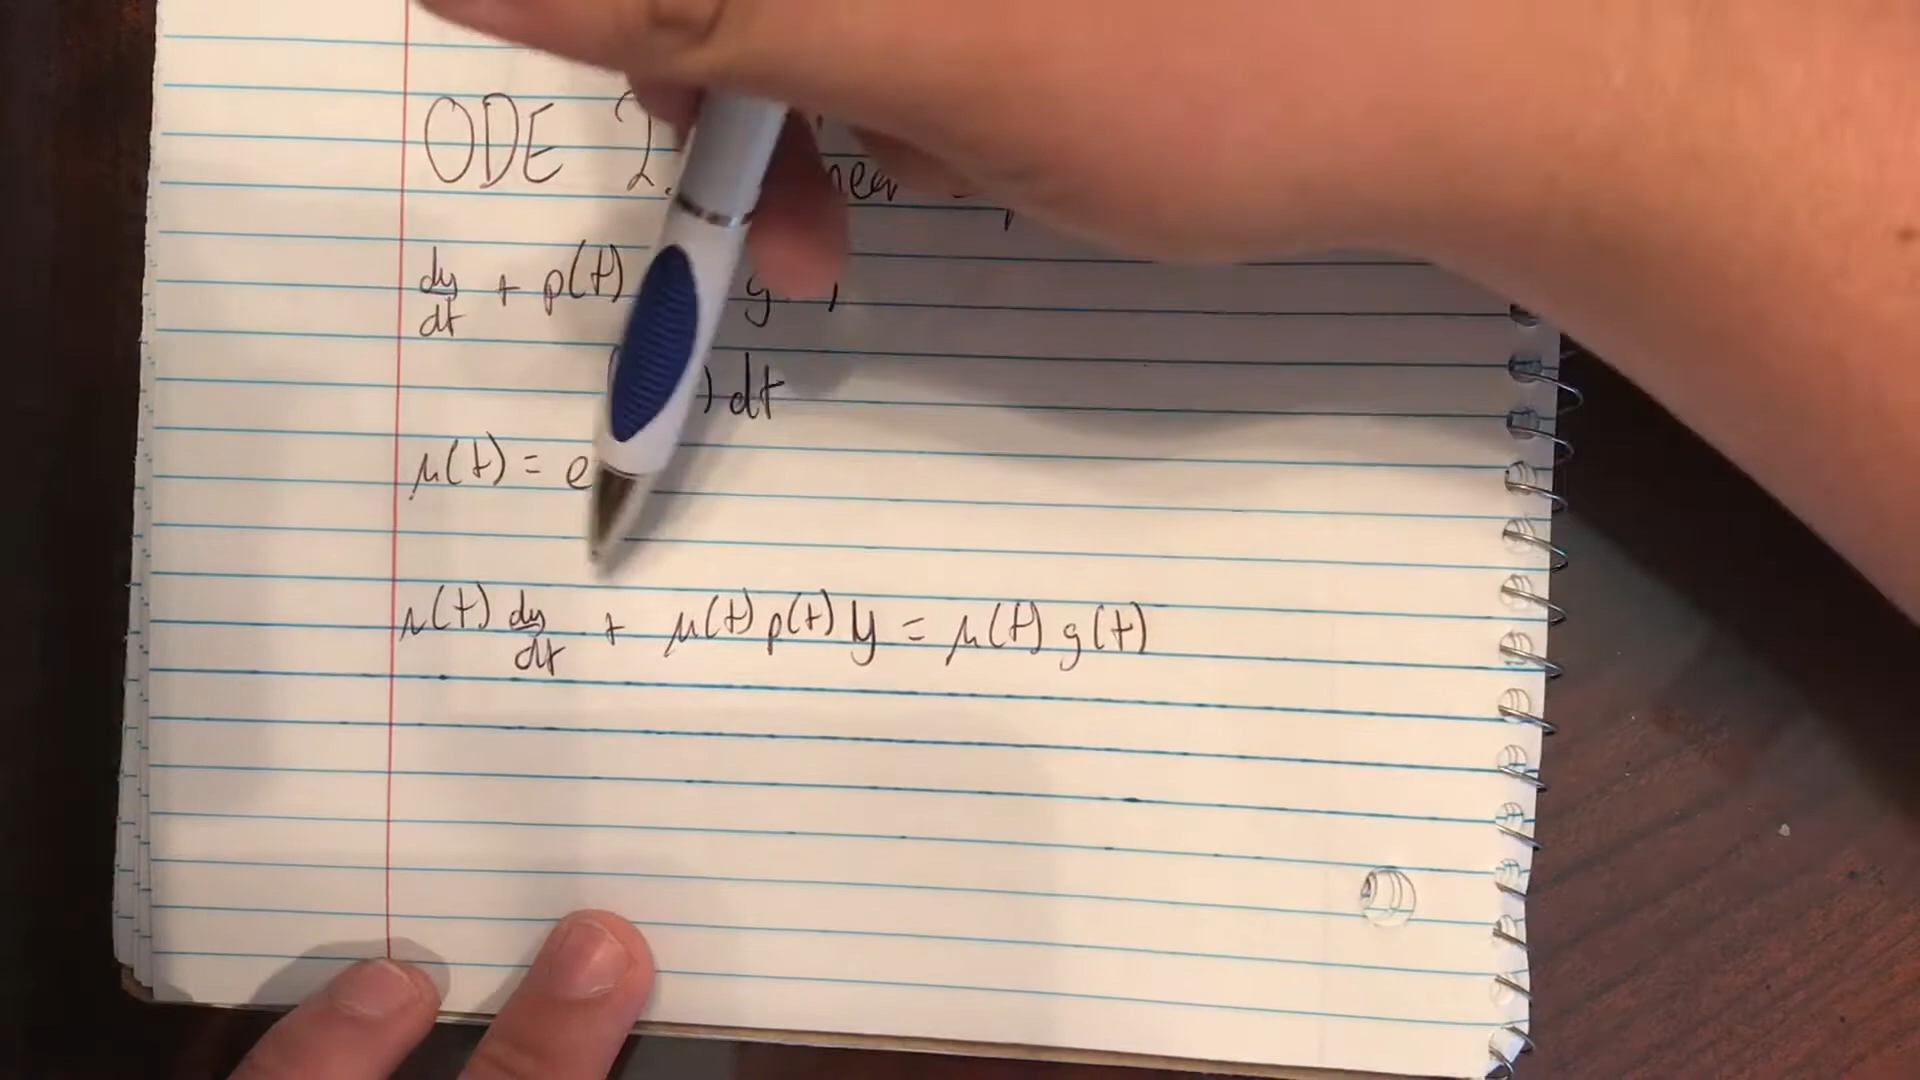 ODE 2.
dy/dt + p(t)
) dt
μ(t) = e
μ(t) dy/dt + μ(t) p(t) y = μ(t) g(t)